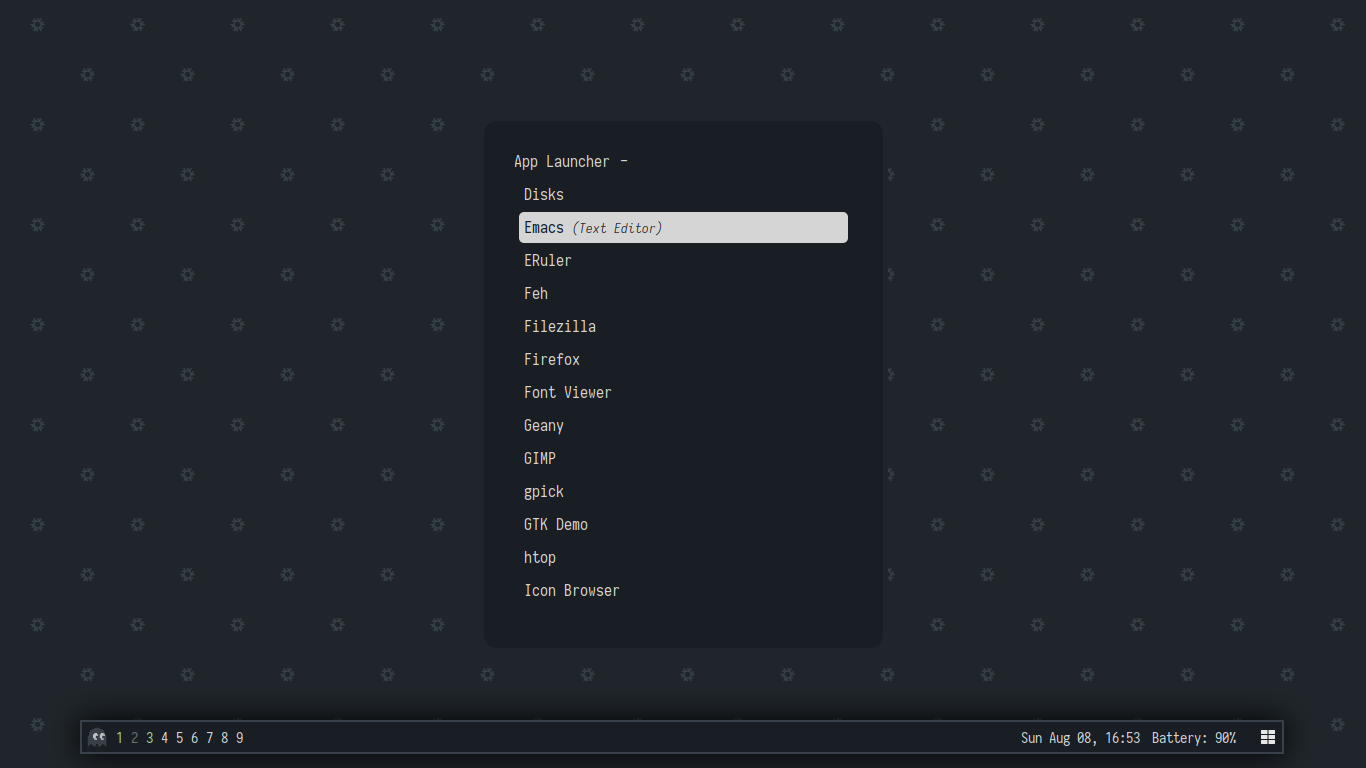 App Launcher -
Disks
Emacs (Text Editor)
ERuler
Feh
Filezilla
Firefox
Font Viewer
Geany
GIMP
gpick
GTK Demo
htop
Icon Browser
1 2 3 4 5 6 7 8 9 Sun Aug 08, 16:53 Battery: 90%